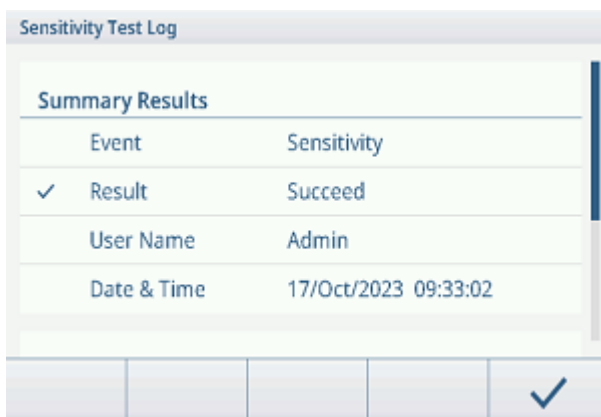 Sensitivity Test Log
Summary Results
Event Sensitivity
Result Succeed
User Name Admin
Date & Time 17/Oct/2023 09:33:02